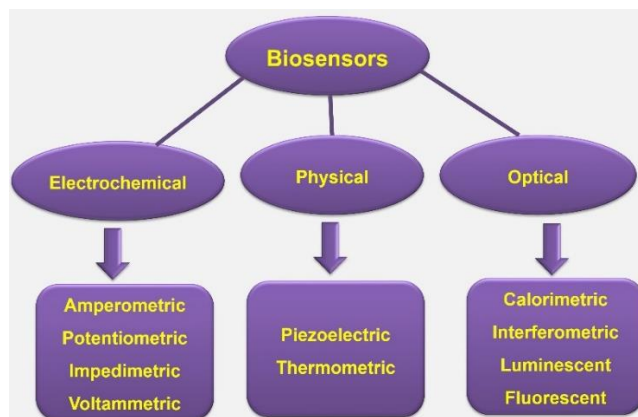 Biosensors
Electrochemical
Physical
Optical
Amperometric
Potentiometric
Impedimetric
Voltammetric
Piezoelectric
Thermometric
Calorimetric
Interferometric
Luminescent
Fluorescent